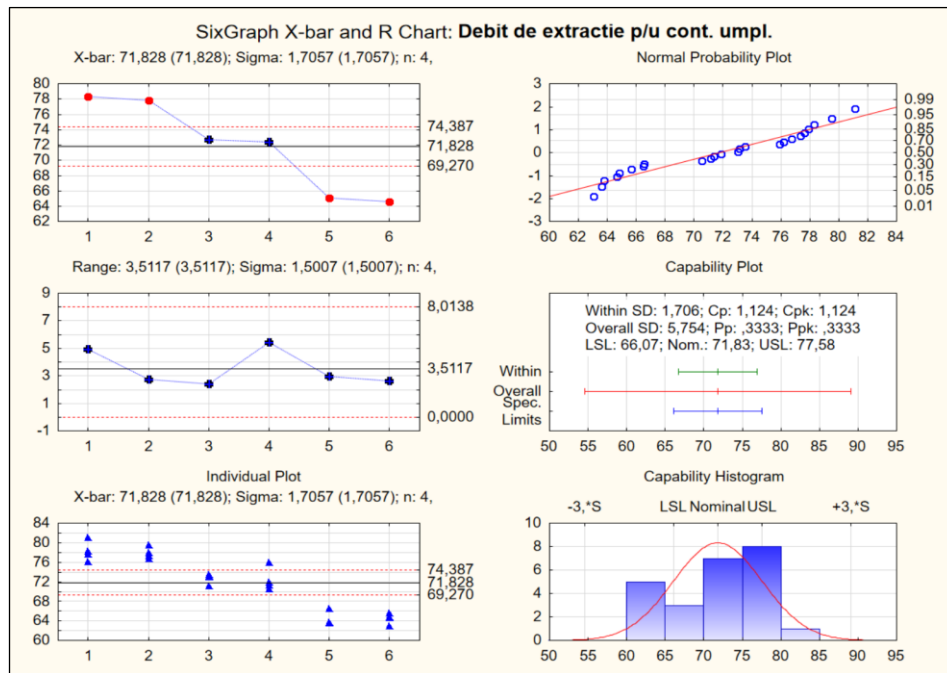 SixGraph X-bar and R Chart: Debit de extractie p/u cont. umpl.
X-bar: 71,828 (71,828); Sigma: 1,7057 (1,7057); n: 4,
78
76
74
72
70
68
66
64
62
74,387
71,828
69,270
1 2 3 4 5 6
Normal Probability Plot
3
2
1
0
-1
-2
-3
0.99
0.95
0.85
0.70
0.50
0.30
0.15
0.05
0.01
60 62 64 66 68 70 72 74 76 78 80 82 84
Range: 3,5117 (3,5117); Sigma: 1,5007 (1,5007); n: 4,
9
7
5
3
1
-1
8,0138
3,5117
0,0000
1 2 3 4 5 6
Capability Plot
Within SD: 1,706; Cp: 1,124; Cpk: 1,124
Overall SD: 5,754; Pp: ,3333; Ppk: ,3333
LSL: 66,07; Nom.: 71,83; USL: 77,58
Within
Overall
Spec.
Limits
50 55 60 65 70 75 80 85 90 95
Individual Plot
X-bar: 71,828 (71,828); Sigma: 1,7057 (1,7057); n: 4,
84
80
76
72
68
64
60
74,387
71,828
69,270
1 2 3 4 5 6
Capability Histogram
-3,*S LSL Nominal USL +3,*S
10
8
6
4
2
0
50 55 60 65 70 75 80 85 90 95